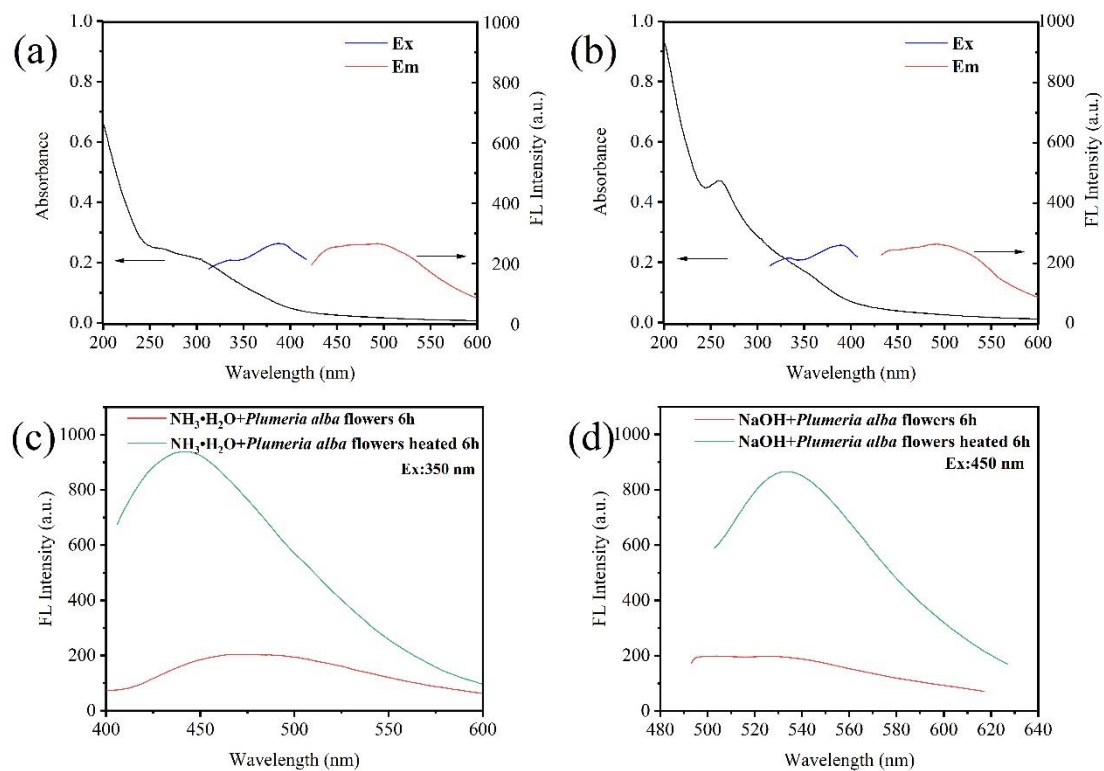 (a)
Ex
Em
1.0
0.8
0.6
0.4
0.2
0.0
Absorbance
1000
800
600
400
200
0
FL Intensity (a.u.)
200 250 300 350 400 450 500 550 600
Wavelength (nm)
(b)
Ex
Em
1.0
0.8
0.6
0.4
0.2
0.0
Absorbance
1000
800
600
400
200
0
FL Intensity (a.u.)
200 250 300 350 400 450 500 550 600
Wavelength (nm)
(c)
NH₃•H₂O+Plumeria alba flowers 6h
NH₃•H₂O+Plumeria alba flowers heated 6h
Ex:350 nm
1000
800
600
400
200
0
FL Intensity (a.u.)
400 450 500 550 600
Wavelength (nm)
(d)
NaOH+Plumeria alba flowers 6h
NaOH+Plumeria alba flowers heated 6h
Ex:450 nm
1000
800
600
400
200
0
FL Intensity (a.u.)
480 500 520 540 560 580 600 620 640
Wavelength (nm)